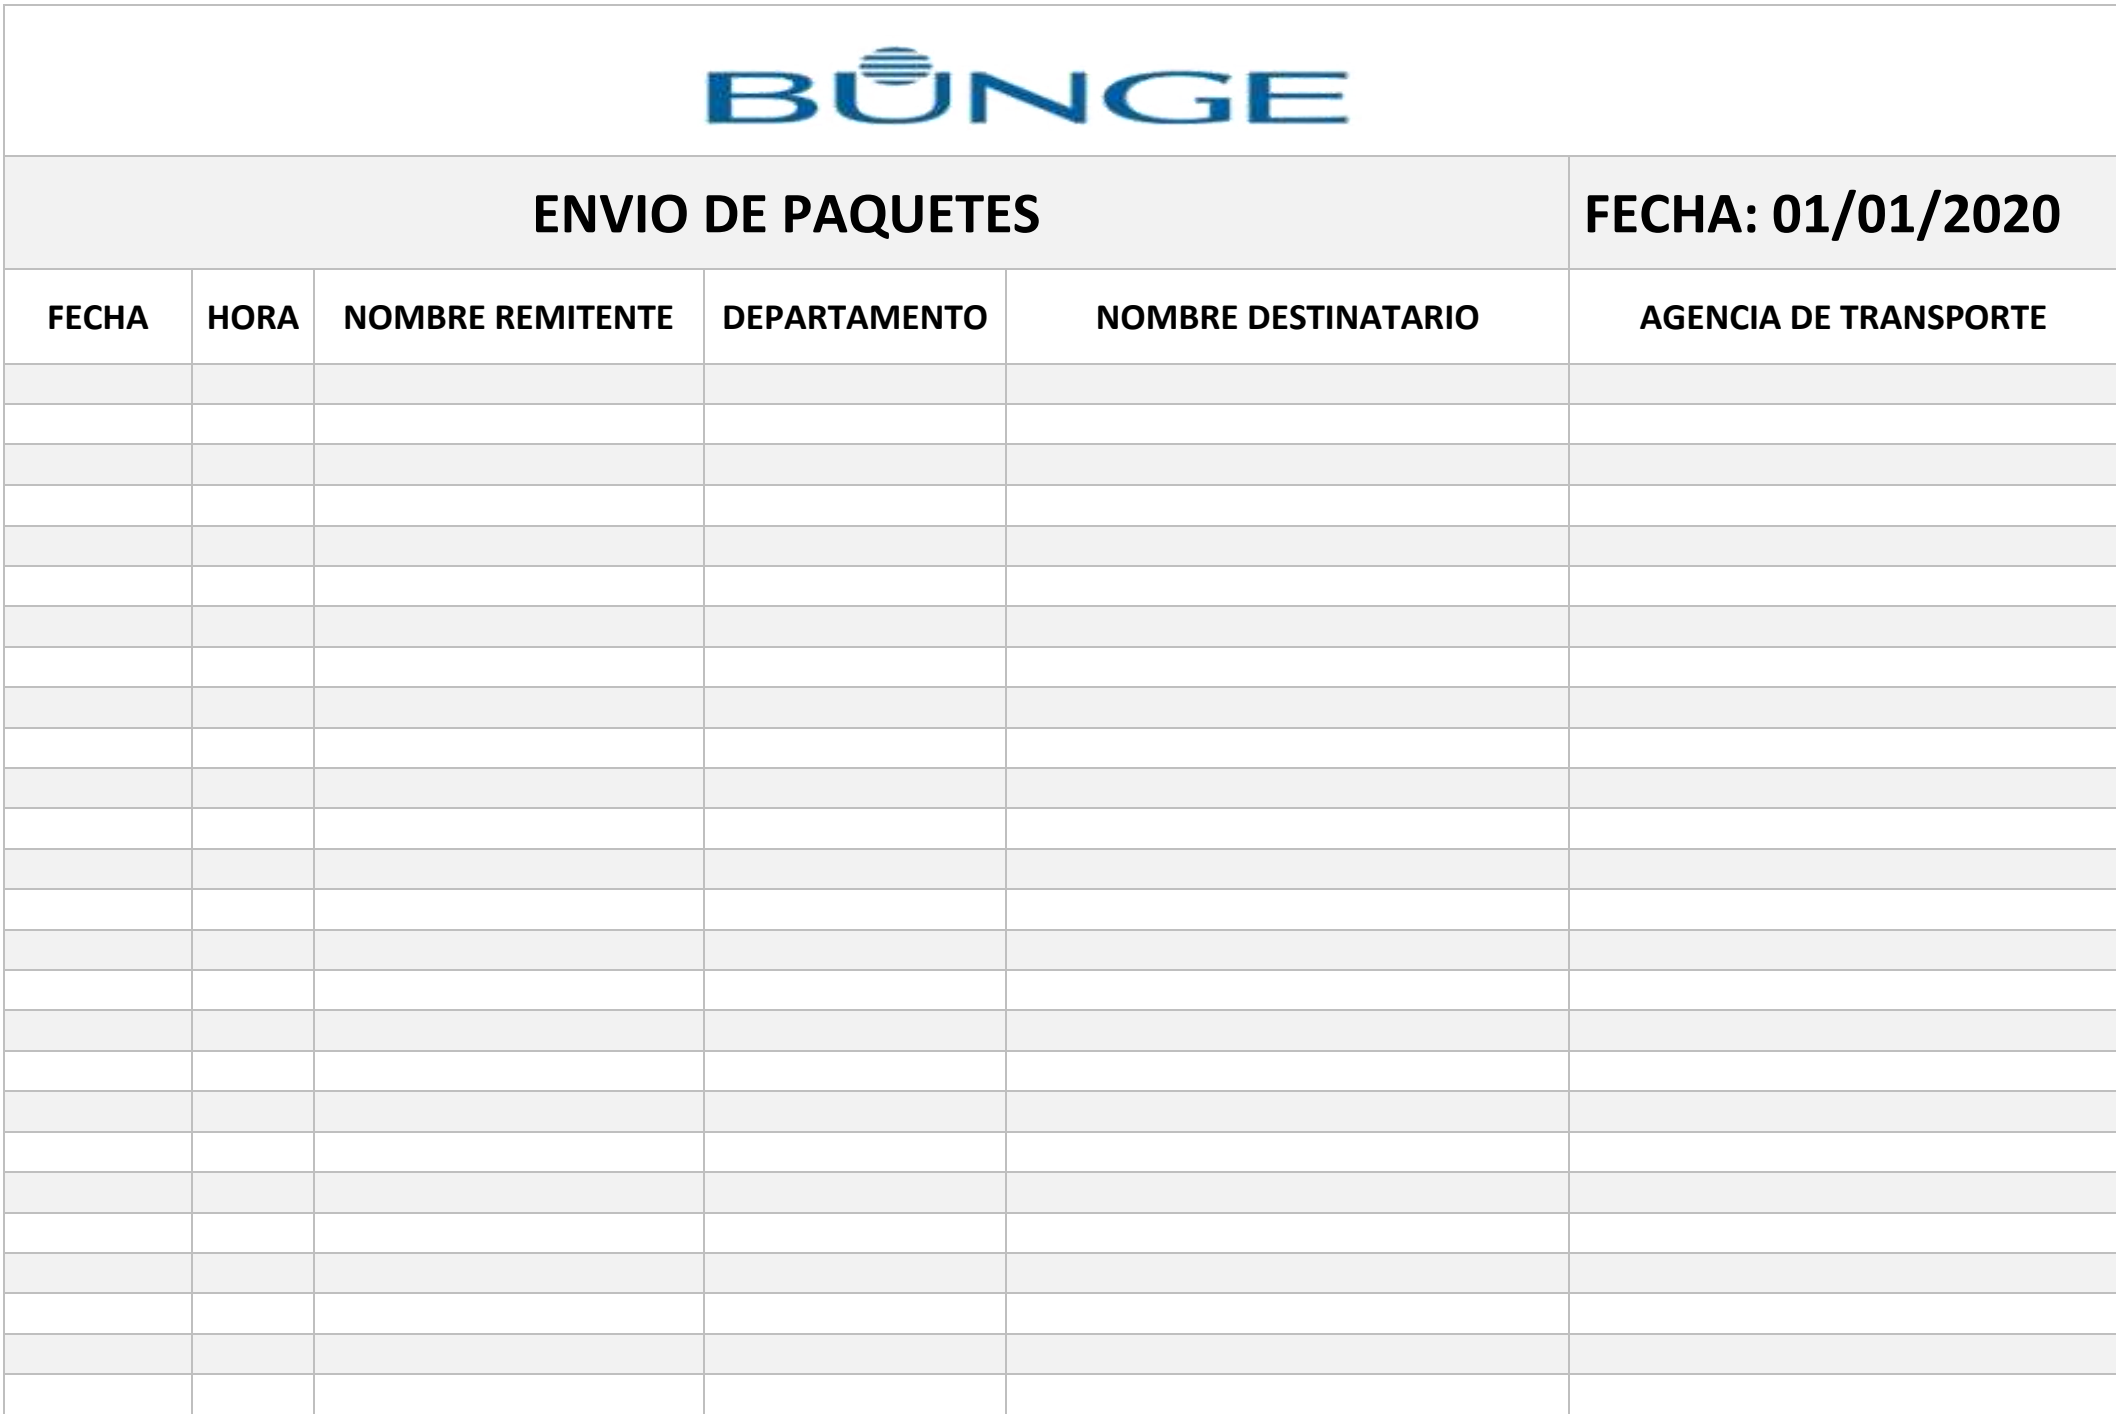 BUNGE
ENVIO DE PAQUETES
FECHA: 01/01/2020
FECHA HORA NOMBRE REMITENTE DEPARTAMENTO NOMBRE DESTINATARIO AGENCIA DE TRANSPORTE